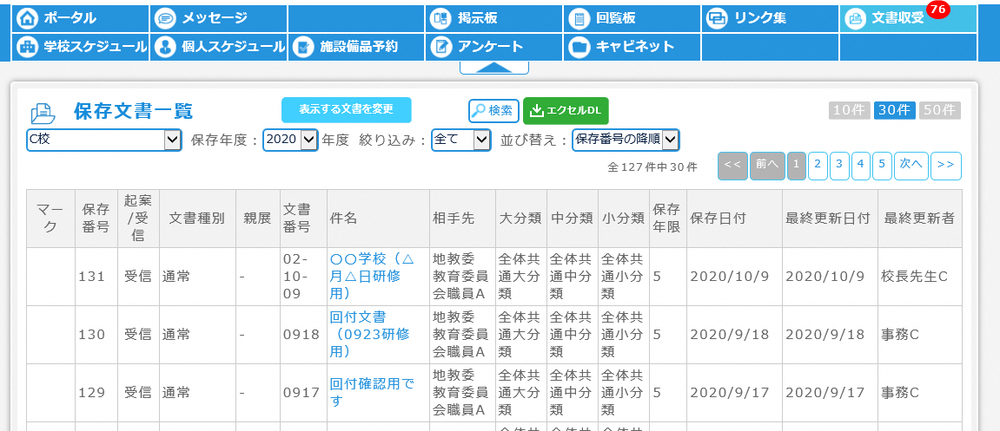 ポータル メッセージ 掲示板 回覧板 リンク集 文書収受 76
学校スケジュール 個人スケジュール 施設備品予約 アンケート キャビネット
保存文書一覧 表示する文書を変更 検索 エクセルDL 10件 30件 50件
C校 保存年度： 2020 年度 絞り込み： 全て 並び替え： 保存番号の降順
全127件中30件 << 前へ 1 2 3 4 5 次へ >>
マーク 保存番号 起案/受信 文書種別 親展 文書番号 件名 相手先 大分類 中分類 小分類 保存年限 保存日付 最終更新日付 最終更新者
131 受信 通常 - 02-10-09 〇〇学校（△月△日研修用） 地教委教育委員会職員A 全体共通大分類 全体共通中分類 全体共通小分類 5 2020/10/9 2020/10/9 校長先生C
130 受信 通常 - 0918 回付文書（0923研修用） 地教委教育委員会職員A 全体共通大分類 全体共通中分類 全体共通小分類 5 2020/9/18 2020/9/18 事務C
129 受信 通常 - 0917 回付確認用です 地教委教育委員会職員A 全体共通大分類 全体共通中分類 全体共通小分類 5 2020/9/17 2020/9/17 事務C